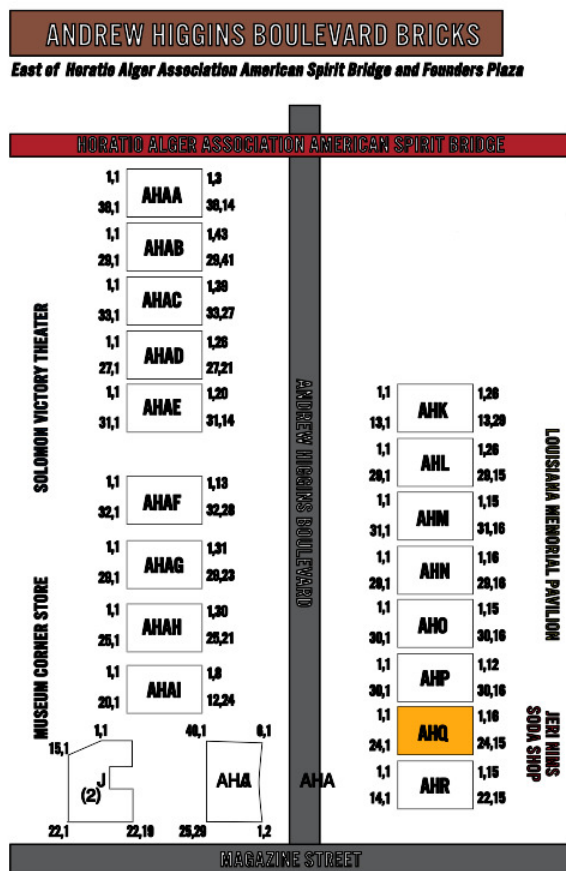 ANDREW HIGGINS BOULEVARD BRICKS
East of Horatio Alger Association American Spirit Bridge and Founders Plaza
HORATIO ALGER ASSOCIATION AMERICAN SPIRIT BRIDGE
SOLOMON VICTORY THEATER
1,1 1,3
AHAA
38,1 38,14
1,1 1,43
AHAB
29,1 29,41
1,1 1,39
AHAC
33,1 33,27
1,1 1,26
AHAD
27,1 27,21
1,1 1,20
AHAE
31,1 31,14
MUSEUM CORNER STORE
1,1 1,13
AHAF
32,1 32,28
1,1 1,31
AHAG
29,1 29,23
1,1 1,30
AHAH
25,1 25,21
1,1 1,8
AHAI
20,1 12,24
1,1
15,1
J
(2)
22,1 22,19
40,1 0,1
25,29 1,2
AHA
ANDREW HIGGINS BOULEVARD
1,1 1,26
AHK
13,1 13,29
1,1 1,26
AHL
29,1 29,15
1,1 1,15
AHM
31,1 31,16
1,1 1,16
AHN
29,1 29,16
1,1 1,15
AHO
30,1 30,16
1,1 1,12
AHP
30,1 30,16
1,1 1,16
AHQ
24,1 24,15
1,1 1,15
AHR
14,1 22,15
LOUISIANA MEMORIAL PAVILION
JERI NIMS
SODA SHOP
MAGAZINE STREET